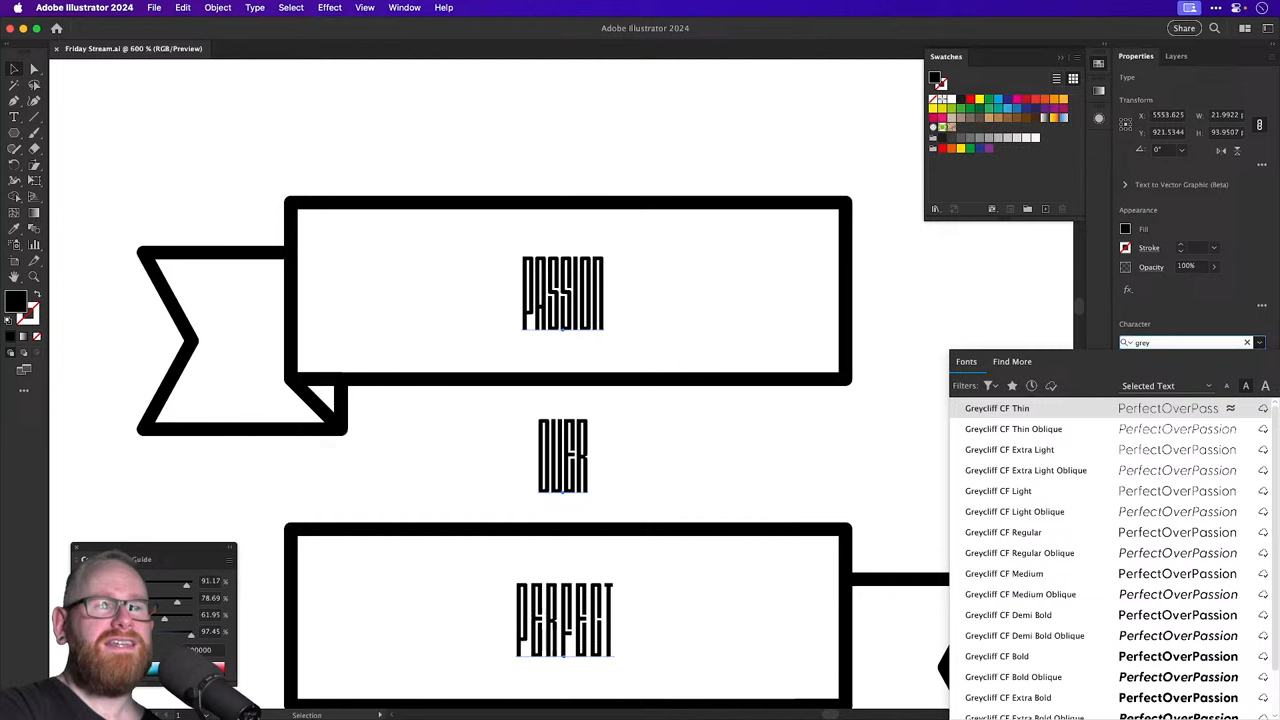 Adobe Illustrator 2024 File Edit Object Type Select Effect View Window Help
Adobe Illustrator 2024
Share
Friday Stream.ai @ 600 % (RGB/Preview)
Swatches
Properties Layers
Type
Transform
X: 5553.625 W: 21.9922 p
Y: 921.5344 H: 93.9507 p
0°
Text to Vector Graphic (Beta)
Appearance
Fill
Stroke
Opacity 100%
fx.
Character
grey
Fonts Find More
Filters: Selected Text
Greycliff CF Thin PerfectOverPass
Greycliff CF Thin Oblique PerfectOverPassion
Greycliff CF Extra Light PerfectOverPassion
Greycliff CF Extra Light Oblique PerfectOverPassion
Greycliff CF Light PerfectOverPassion
Greycliff CF Light Oblique PerfectOverPassion
Greycliff CF Regular PerfectOverPassion
Greycliff CF Regular Oblique PerfectOverPassion
Greycliff CF Medium PerfectOverPassion
Greycliff CF Medium Oblique PerfectOverPassion
Greycliff CF Demi Bold PerfectOverPassion
Greycliff CF Demi Bold Oblique PerfectOverPassion
Greycliff CF Bold PerfectOverPassion
Greycliff CF Bold Oblique PerfectOverPassion
Greycliff CF Extra Bold PerfectOverPassion
Greycliff CF Extra Bold Oblique PerfectOverPassion
PASSION
OVER
PERFECT
Guide
91.17 %
78.69 %
61.95 %
97.45 %
1
Selection